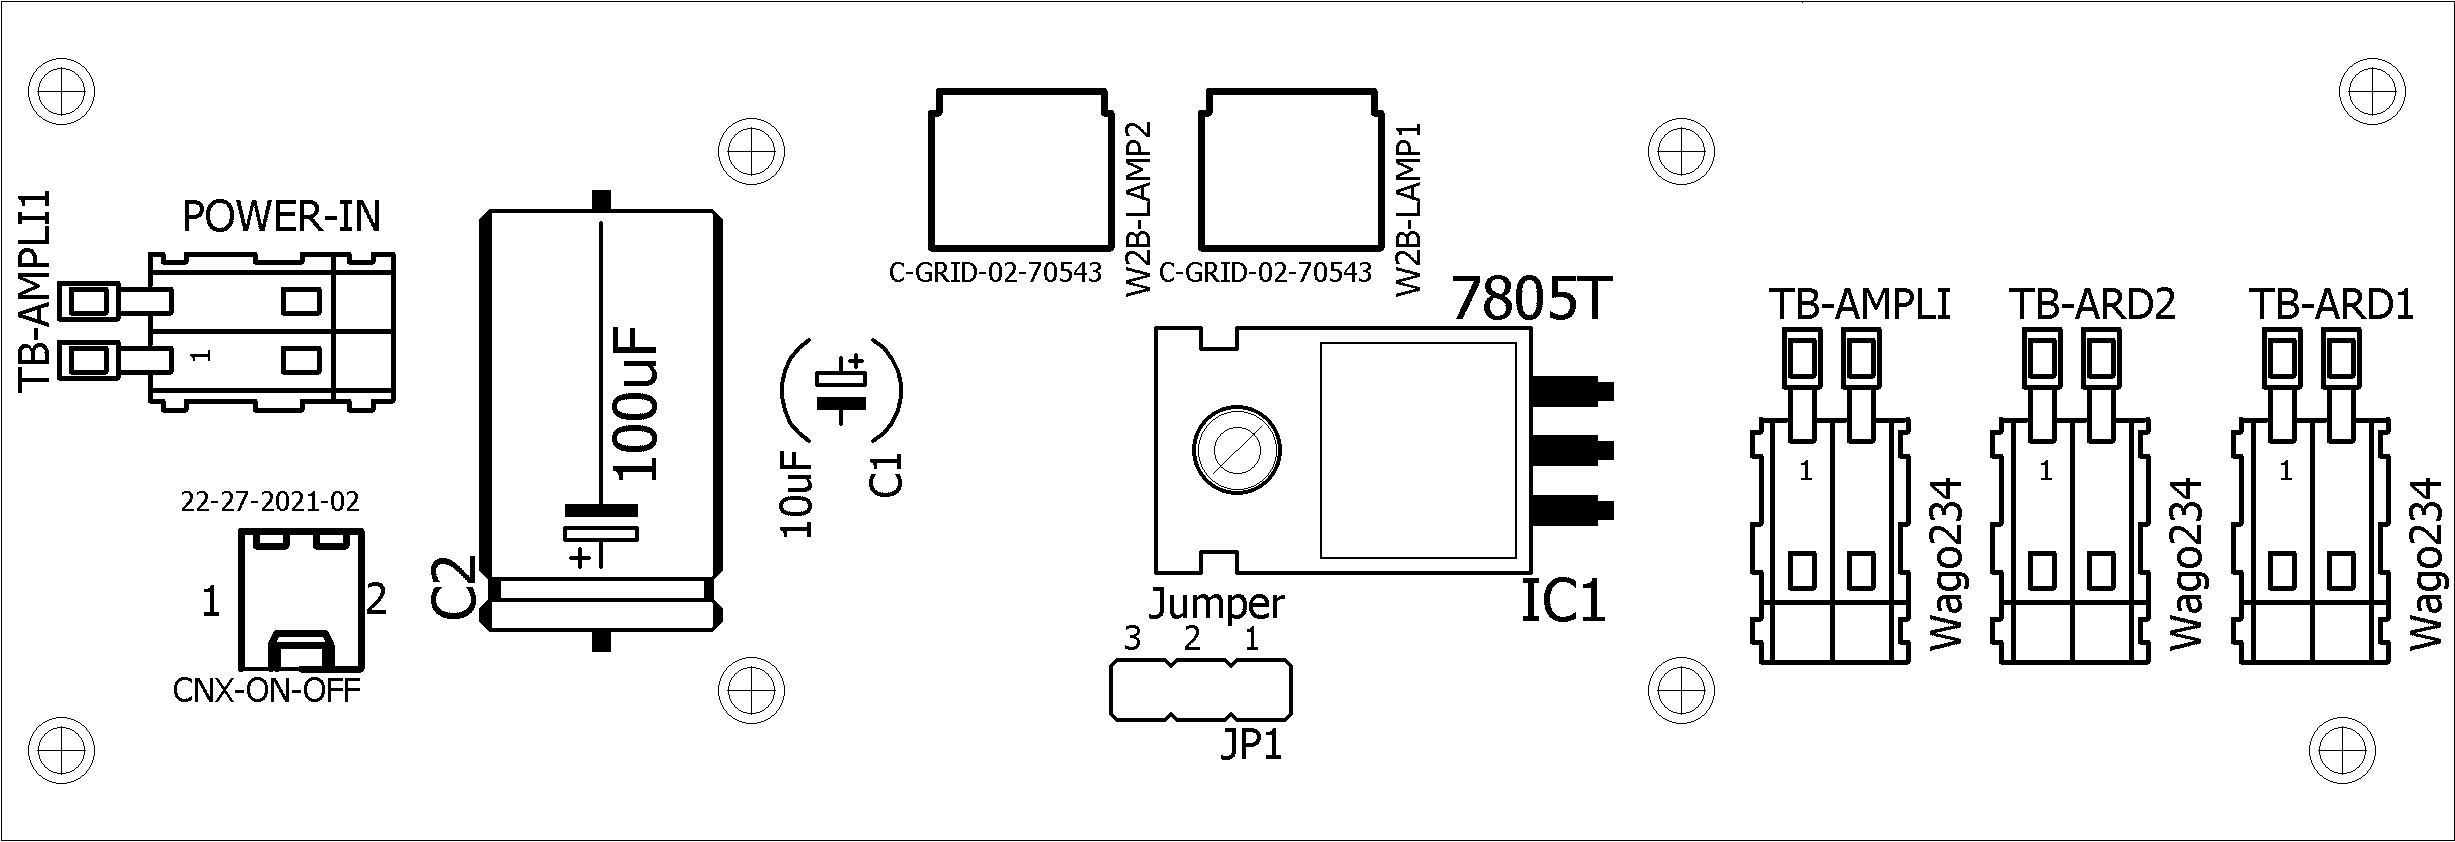 TB-AMPLI1
POWER-IN
1
22-27-2021-02
1
2
CNX-ON-OFF
C2
100uF
+
10uF
+
C1
C-GRID-02-70543
W2B-LAMP2
C-GRID-02-70543
W2B-LAMP1
7805T
IC1
Jumper
3 2 1
JP1
TB-AMPLI
1
Wago234
TB-ARD2
1
Wago234
TB-ARD1
1
Wago234